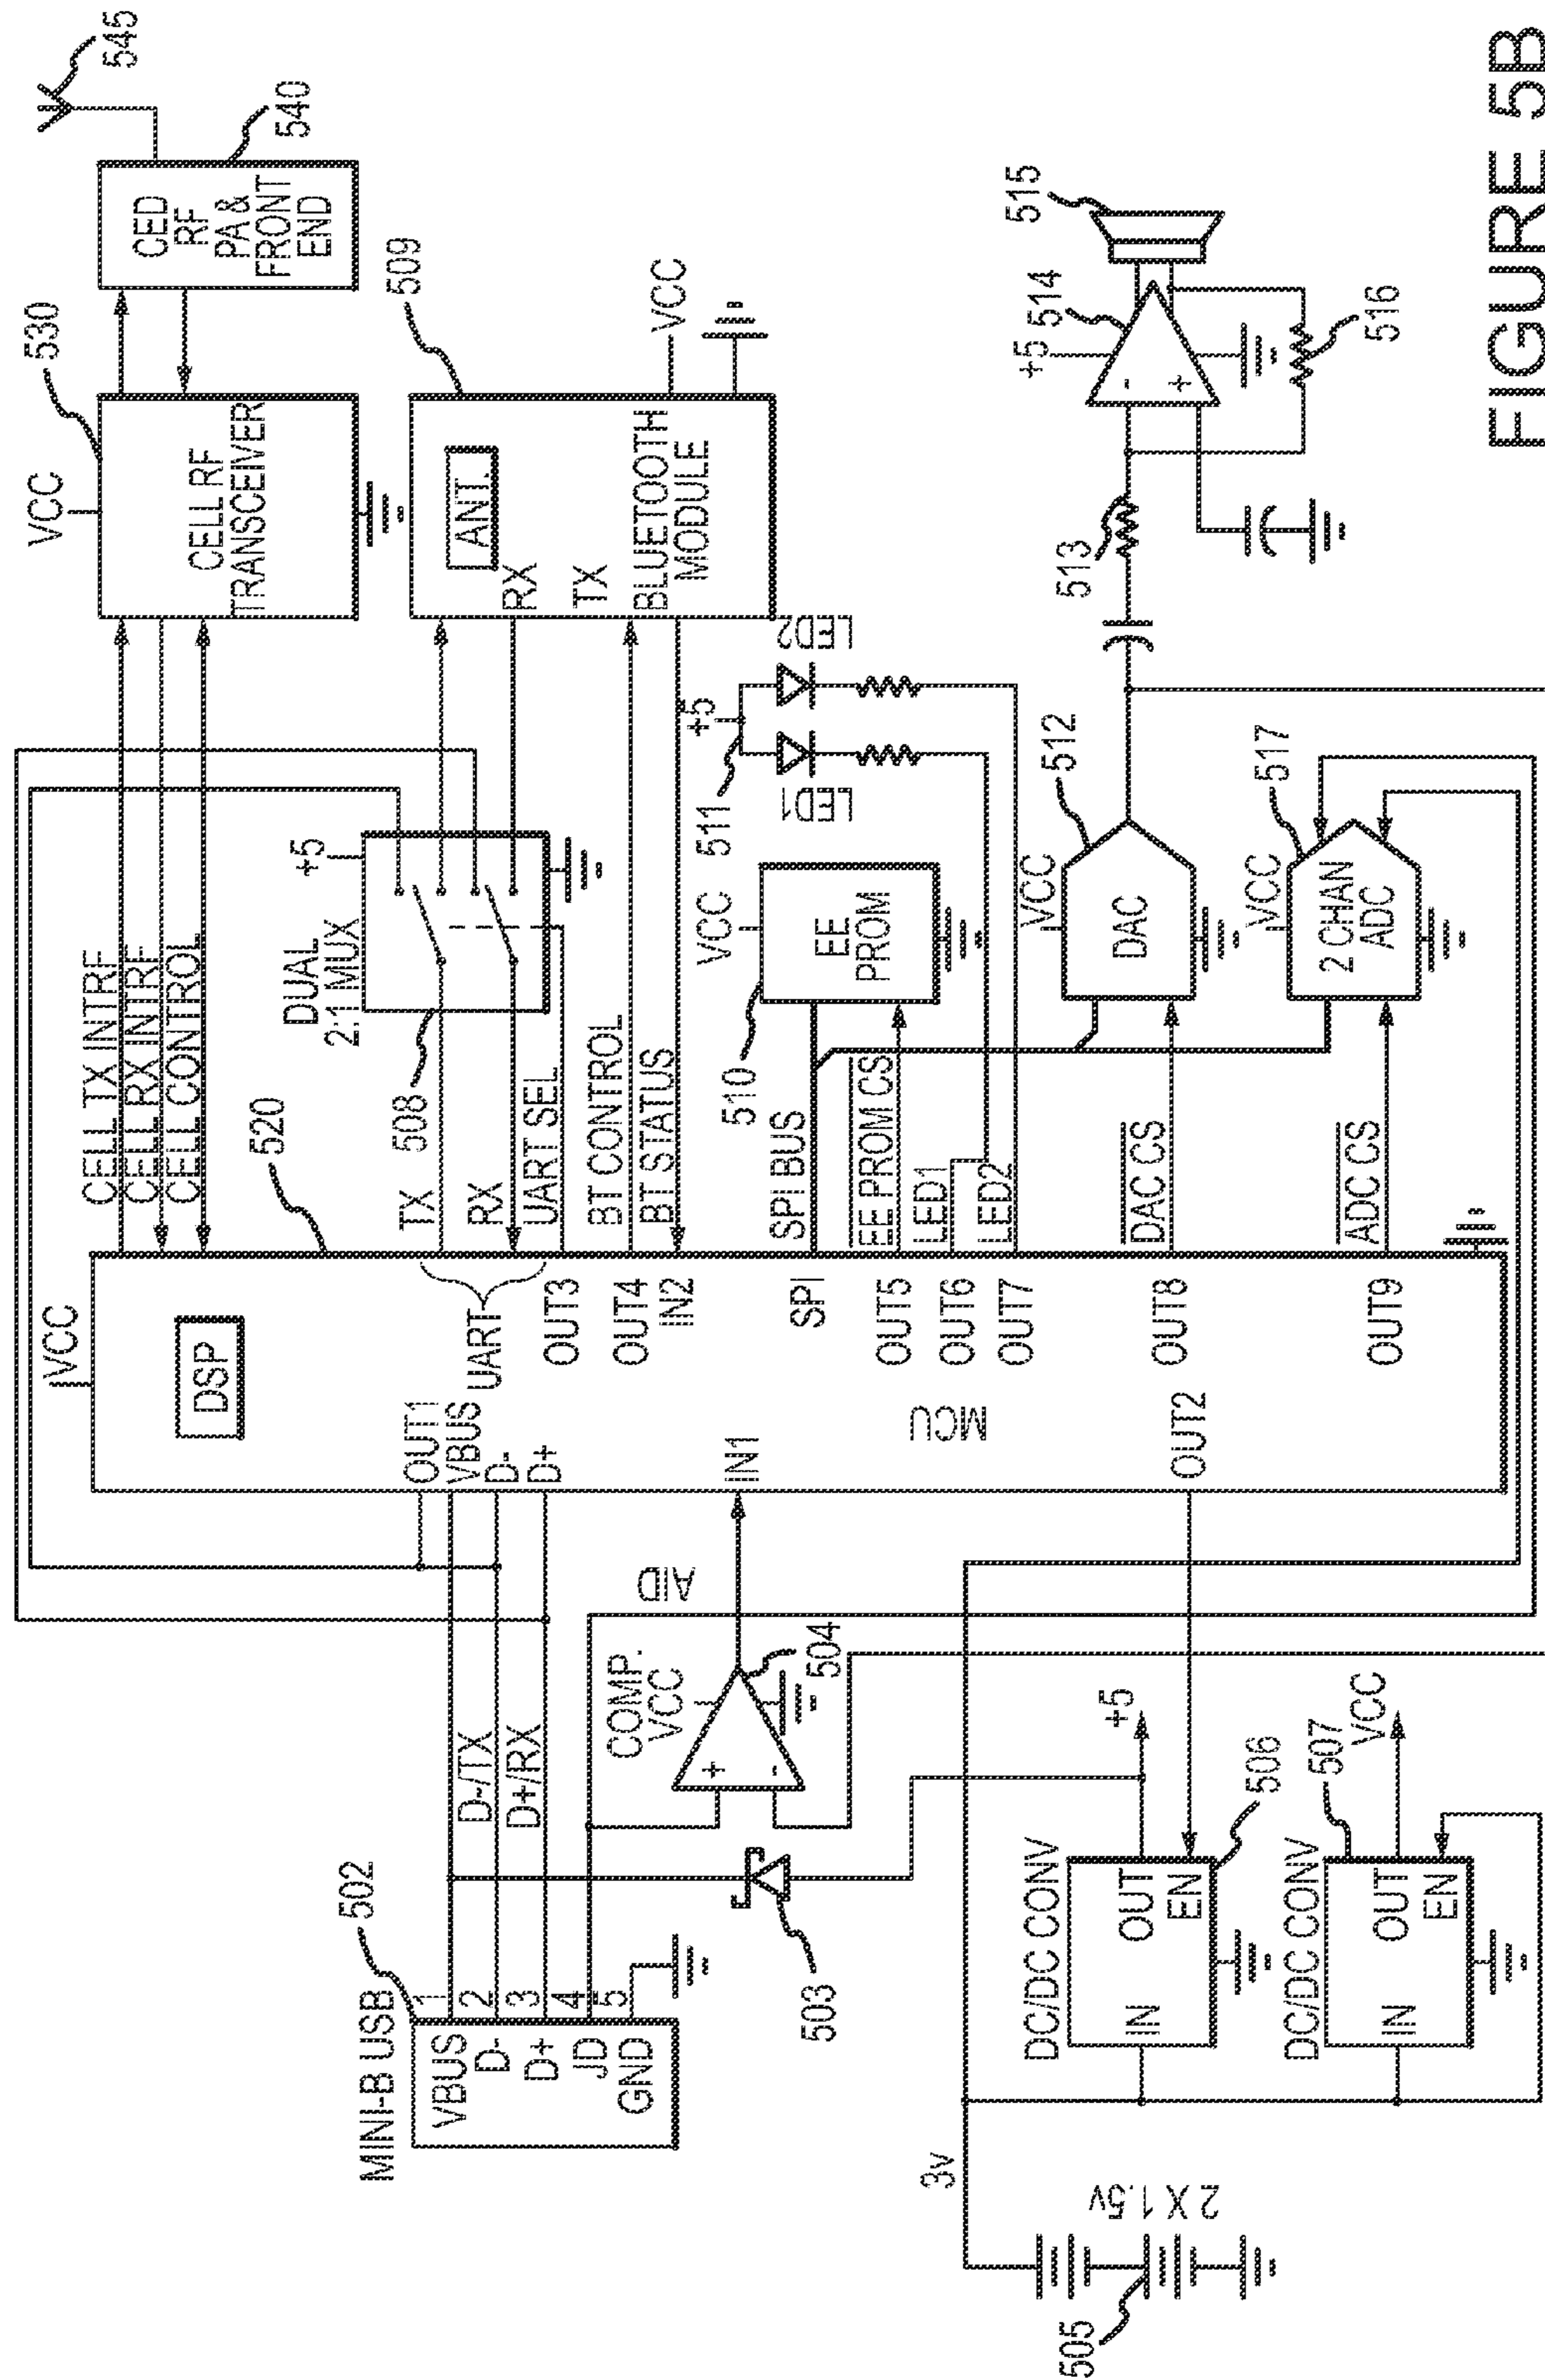 VCC
530
CELL RF
TRANSCEIVER
CED
RF
PA &
FRONT
END
540
545
CELL TX INTRF
CELL RX INTRF
CELL CONTROL
520
VCC
DSP
DUAL
2:1 MUX
+5
508
TX
RX
UART SEL
BT CONTROL
BT STATUS
509
ANT.
RX
TX
BLUETOOTH
MODULE
VCC
MINI-B USB
502
VBUS
D-
D+
JD
GND
1
2
3
4
5
D-/TX
D+/RX
OUT1
VBUS
D-
D+
UART
OUT3
OUT4
IN2
IN1
SPI
OUT5
OUT6
OUT7
OUT8
OUT9
OUT2
MCU
AID
COMP.
VCC
504
503
SPI BUS
EE PROM CS
LED1
LED2
DAC CS
ADC CS
510
VCC
EE
PROM
511
+5
LED1
LED2
VCC
512
DAC
VCC
517
2 CHAN
ADC
513
+5
514
-
+
515
516
3v
2 X 1.5v
505
DC/DC CONV
IN
OUT
EN
506
+5
DC/DC CONV
IN
OUT
EN
507
VCC
+
-
FIGURE 5B